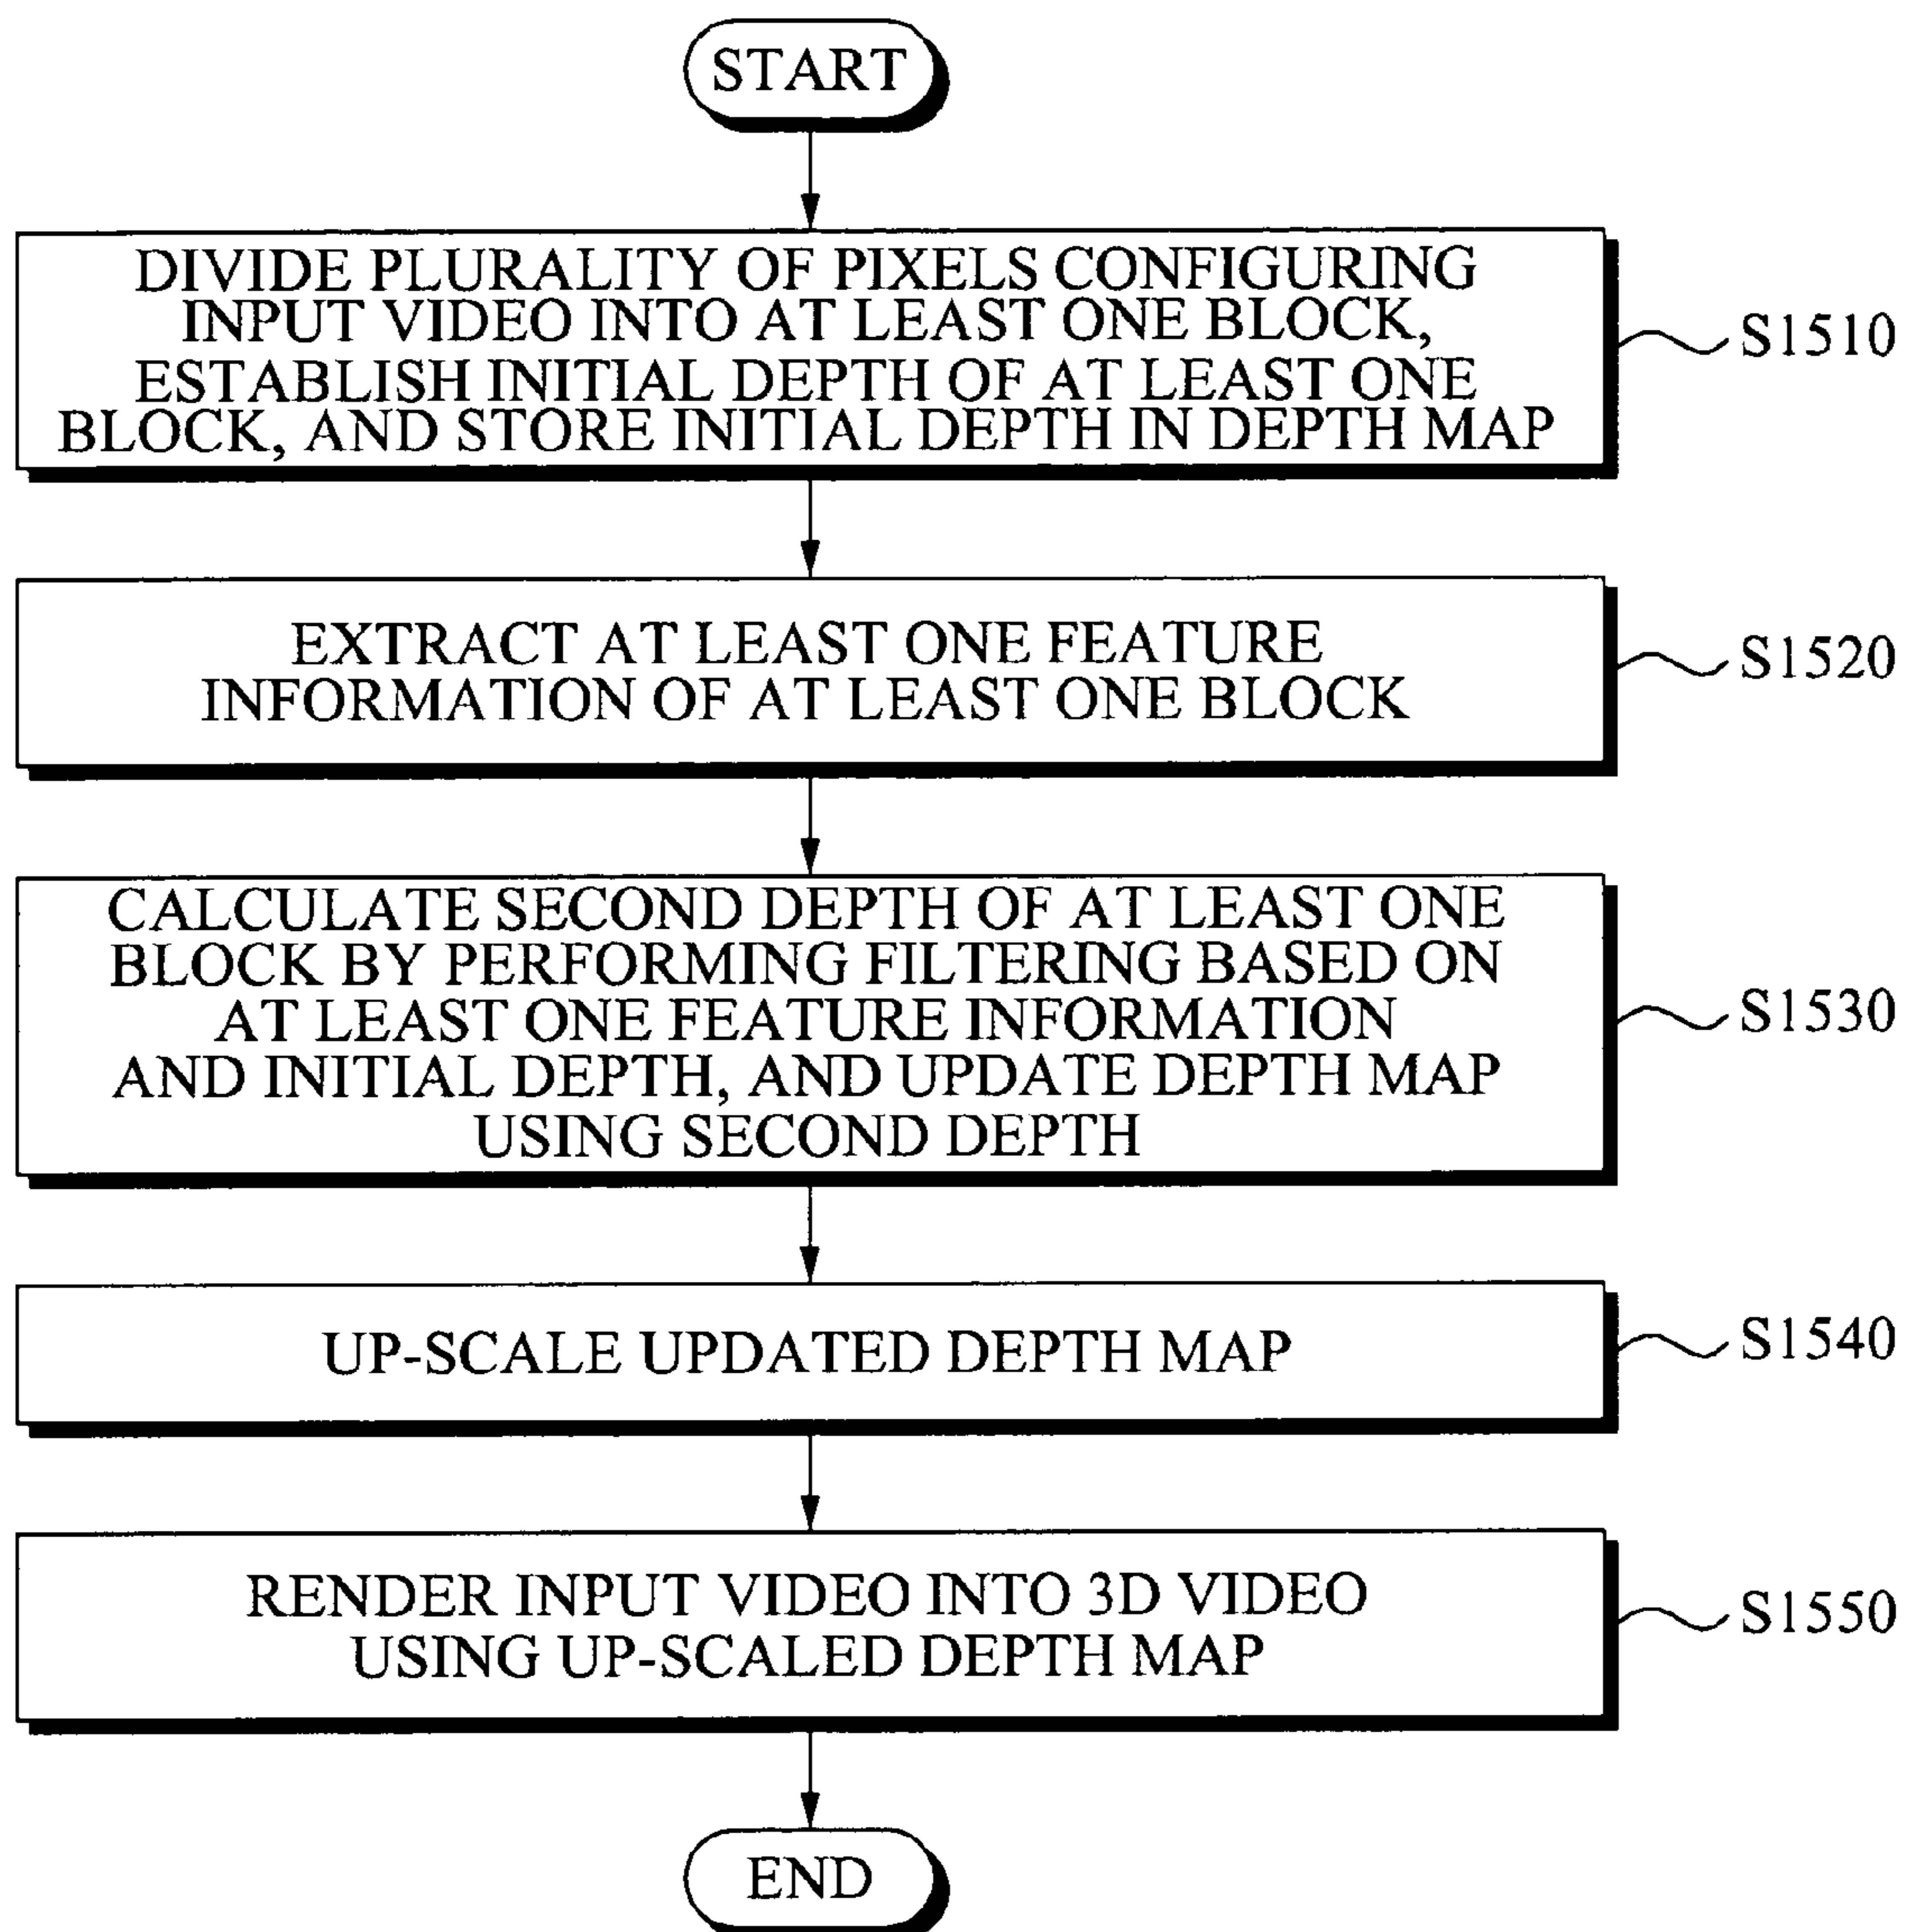 START
DIVIDE PLURALITY OF PIXELS CONFIGURING
INPUT VIDEO INTO AT LEAST ONE BLOCK,
ESTABLISH INITIAL DEPTH OF AT LEAST ONE
BLOCK, AND STORE INITIAL DEPTH IN DEPTH MAP
S1510
EXTRACT AT LEAST ONE FEATURE
INFORMATION OF AT LEAST ONE BLOCK
S1520
CALCULATE SECOND DEPTH OF AT LEAST ONE
BLOCK BY PERFORMING FILTERING BASED ON
AT LEAST ONE FEATURE INFORMATION
AND INITIAL DEPTH, AND UPDATE DEPTH MAP
USING SECOND DEPTH
S1530
UP-SCALE UPDATED DEPTH MAP
S1540
RENDER INPUT VIDEO INTO 3D VIDEO
USING UP-SCALED DEPTH MAP
S1550
END